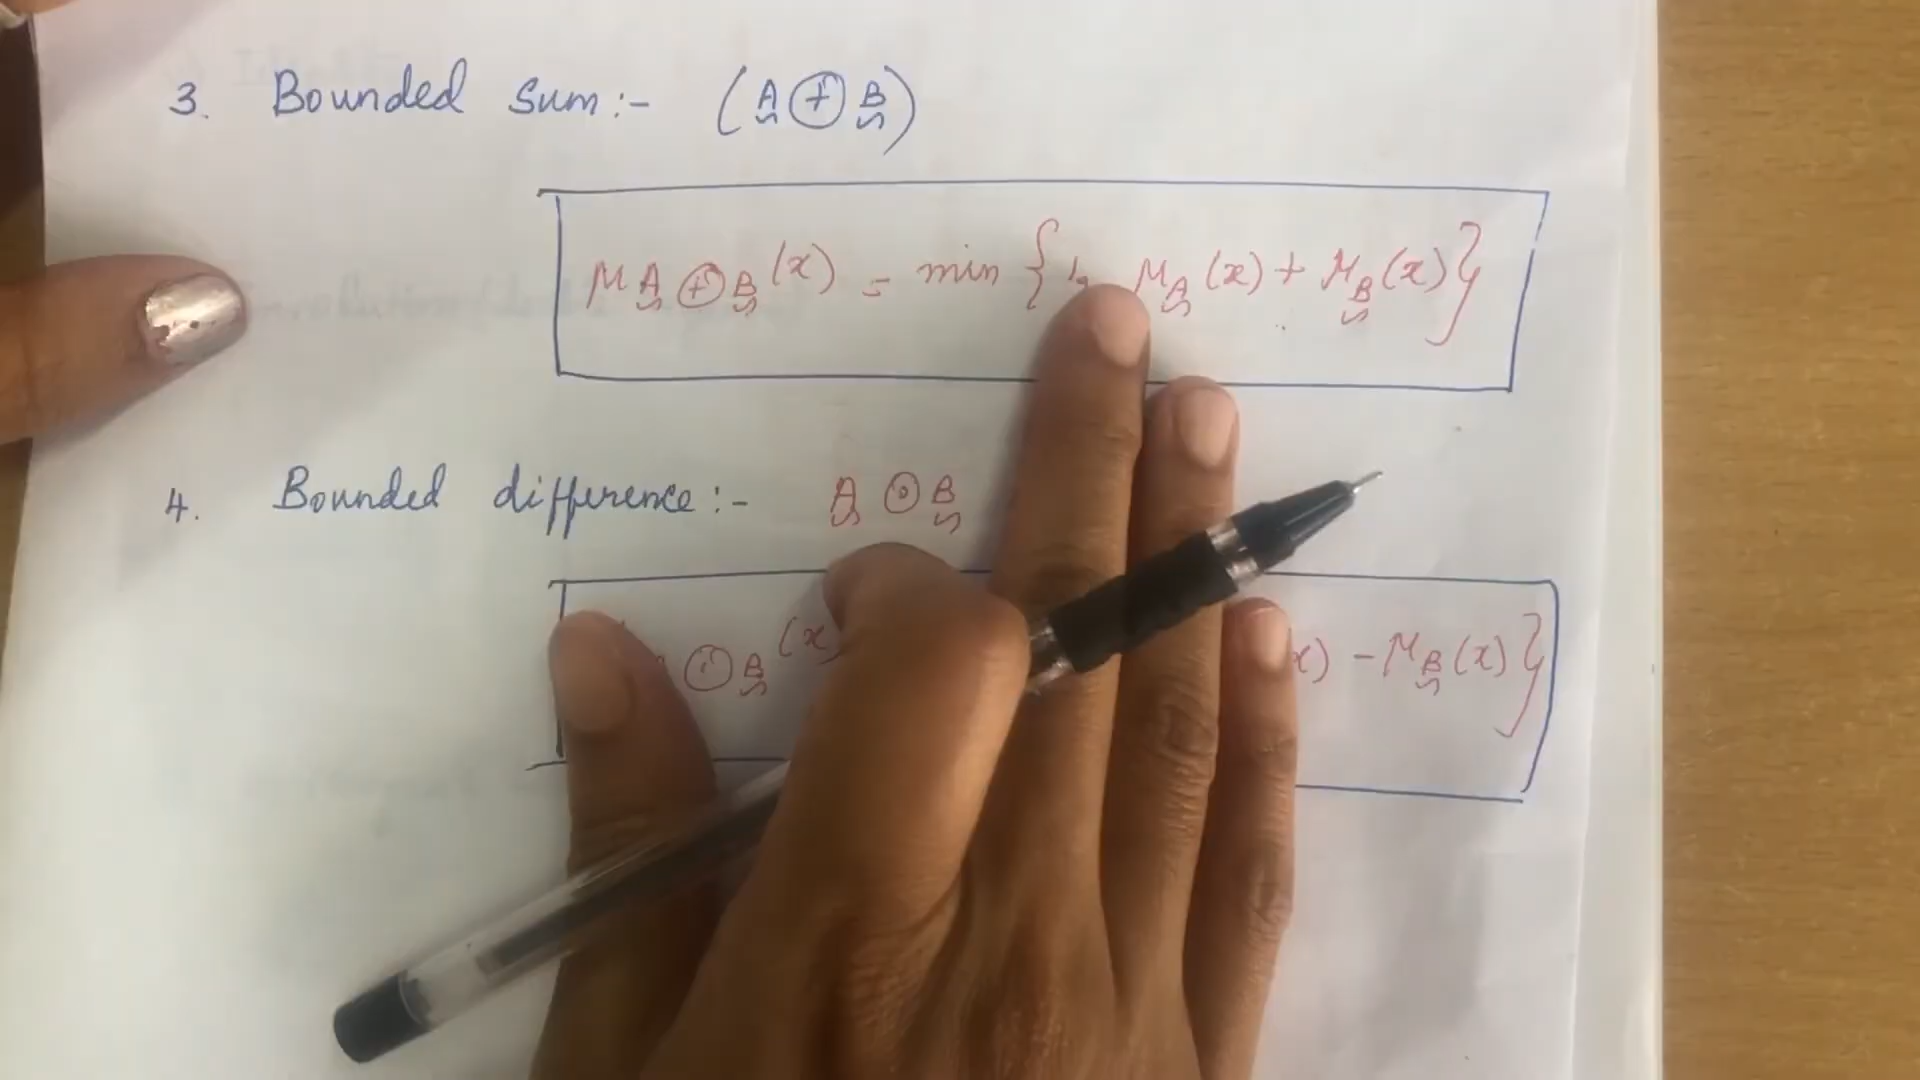 3. Bounded sum:- (A ⊕ B)
μA ⊕ B(x) = min { 1, μA(x) + μB(x) }
4. Bounded difference:- A ⊙ B
⊙ B(x) x) - μB(x) }